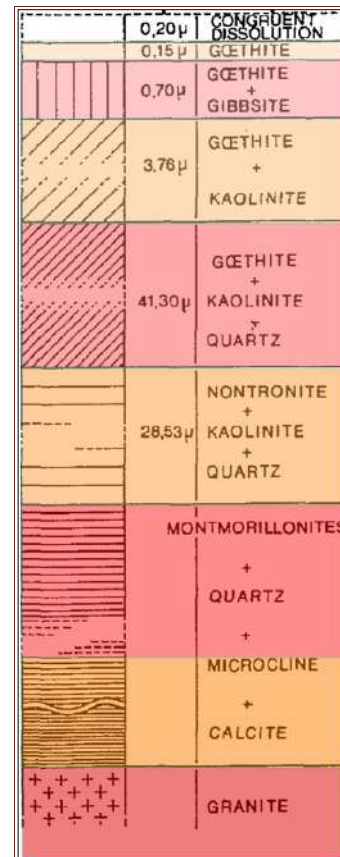 0,20μ CONGRUENT
DISSOLUTION
0,15μ GŒTHITE
GŒTHITE
0,70μ +
GIBBSITE
GŒTHITE
3,76μ +
KAOLINITE
GŒTHITE
+
41,30μ KAOLINITE
+
QUARTZ
NONTRONITE
+
28,53μ KAOLINITE
+
QUARTZ
MONTMORILLONITES
+
QUARTZ
+
MICROCLINE
+
CALCITE
GRANITE